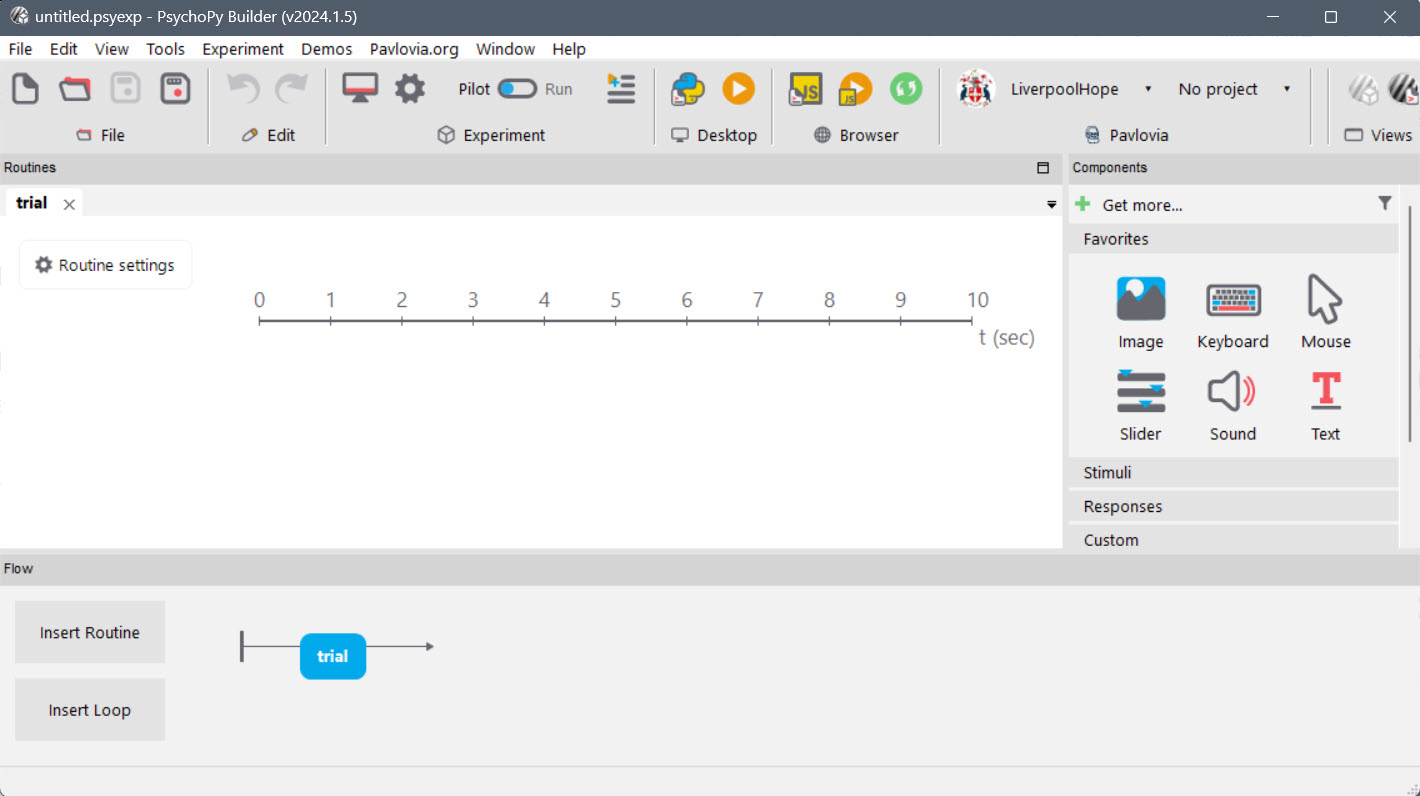 untitled.psyexp - PsychoPy Builder (v2024.1.5)
File Edit View Tools Experiment Demos Pavlovia.org Window Help
Pilot Run JS JS LiverpoolHope No project
File Edit Experiment Desktop Browser Pavlovia Views
Routines
Components
trial
Get more...
Routine settings
Favorites
0 1 2 3 4 5 6 7 8 9 10
t (sec)
Image Keyboard Mouse
Slider Sound Text
Stimuli
Responses
Custom
Flow
Insert Routine
trial
Insert Loop